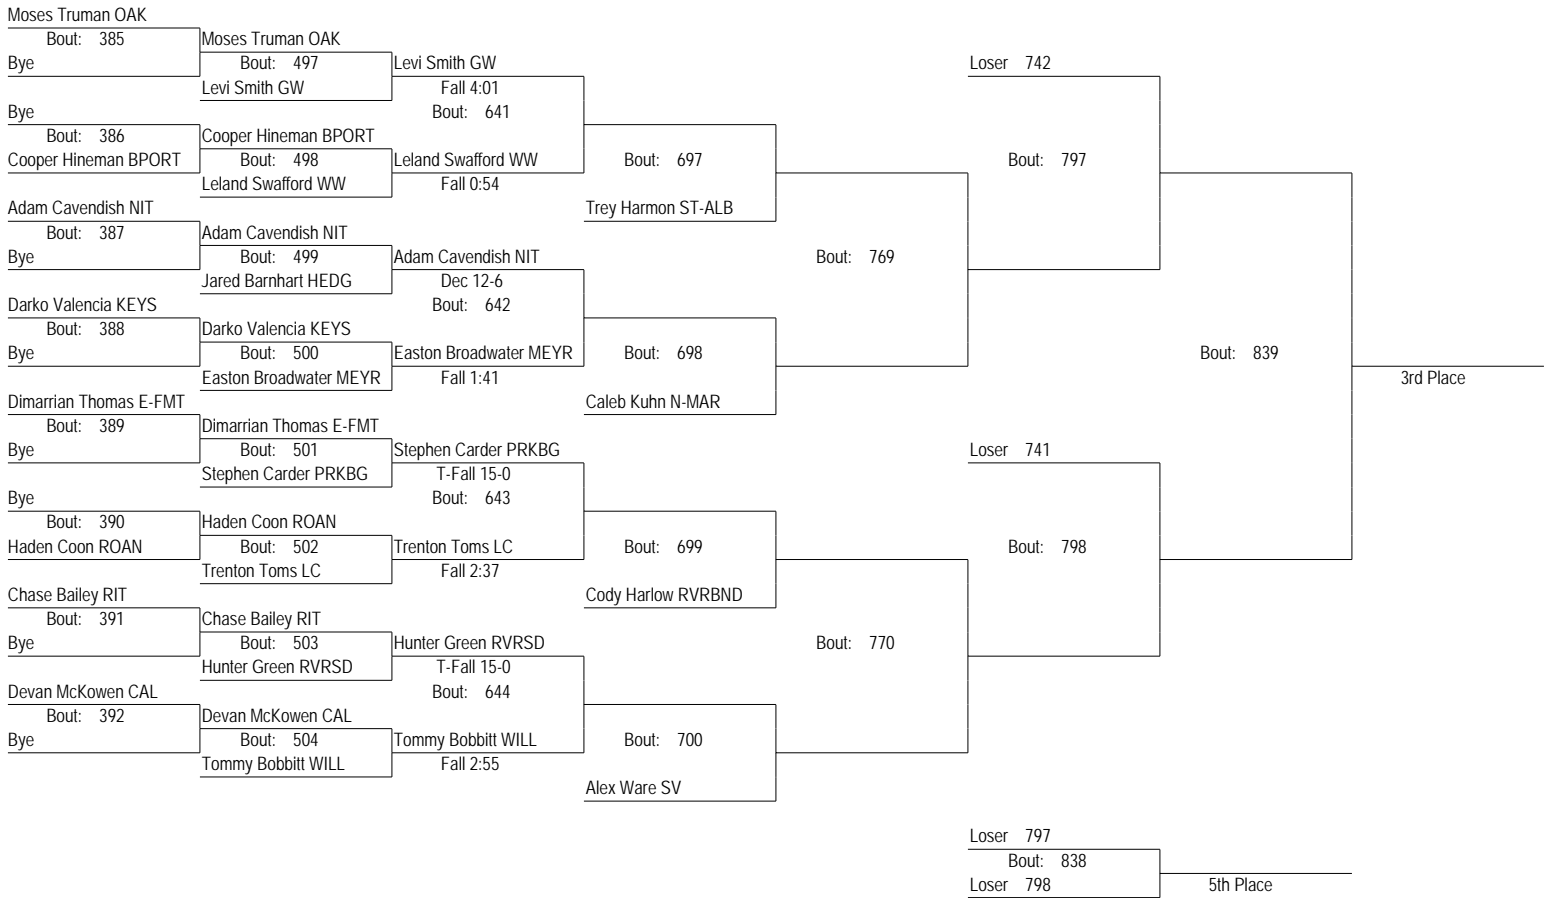 Moses Truman OAK
Bout: 385
Bye
Bye
Bout: 386
Cooper Hineman BPORT
Adam Cavendish NIT
Bout: 387
Bye
Darko Valencia KEYS
Bout: 388
Bye
Dimarrian Thomas E-FMT
Bout: 389
Bye
Bye
Bout: 390
Haden Coon ROAN
Chase Bailey RIT
Bout: 391
Bye
Devan McKowen CAL
Bout: 392
Bye
Moses Truman OAK
Bout: 497
Levi Smith GW
Cooper Hineman BPORT
Bout: 498
Leland Swafford WW
Adam Cavendish NIT
Bout: 499
Jared Barnhart HEDG
Darko Valencia KEYS
Bout: 500
Easton Broadwater MEYR
Dimarrian Thomas E-FMT
Bout: 501
Stephen Carder PRKBG
Haden Coon ROAN
Bout: 502
Trenton Toms LC
Chase Bailey RIT
Bout: 503
Hunter Green RVRSD
Devan McKowen CAL
Bout: 504
Tommy Bobbitt WILL
Levi Smith GW
Fall 4:01
Bout: 641
Leland Swafford WW
Fall 0:54
Adam Cavendish NIT
Dec 12-6
Bout: 642
Easton Broadwater MEYR
Fall 1:41
Stephen Carder PRKBG
T-Fall 15-0
Bout: 643
Trenton Toms LC
Fall 2:37
Hunter Green RVRSD
T-Fall 15-0
Bout: 644
Tommy Bobbitt WILL
Fall 2:55
Bout: 697
Trey Harmon ST-ALB
Bout: 698
Caleb Kuhn N-MAR
Bout: 699
Cody Harlow RVRBND
Bout: 700
Alex Ware SV
Bout: 769
Bout: 770
Loser 742
Bout: 797
Loser 741
Bout: 798
Bout: 839
3rd Place
Loser 797
Bout: 838
Loser 798
5th Place